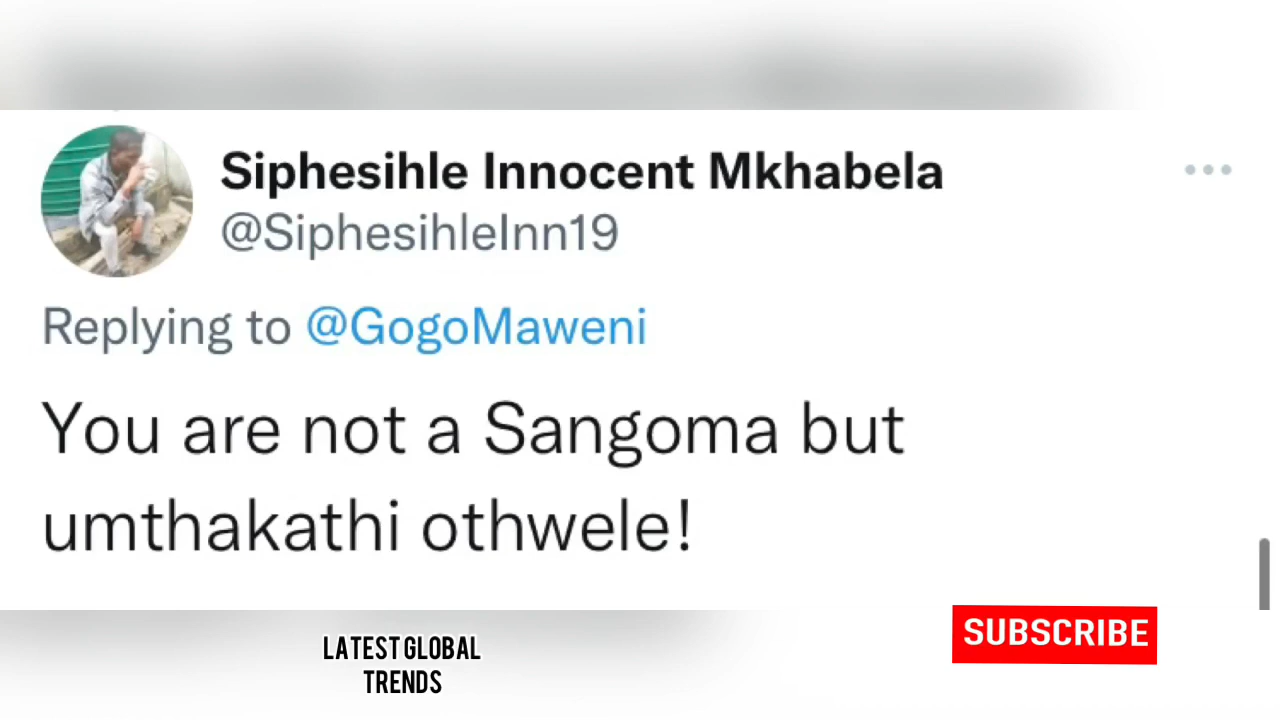 Siphesihle Innocent Mkhabela
@SiphesihleInn19
Replying to @GogoMaweni
You are not a Sangoma but
umthakathi othwele!
SUBSCRIBE
LATEST GLOBAL
TRENDS